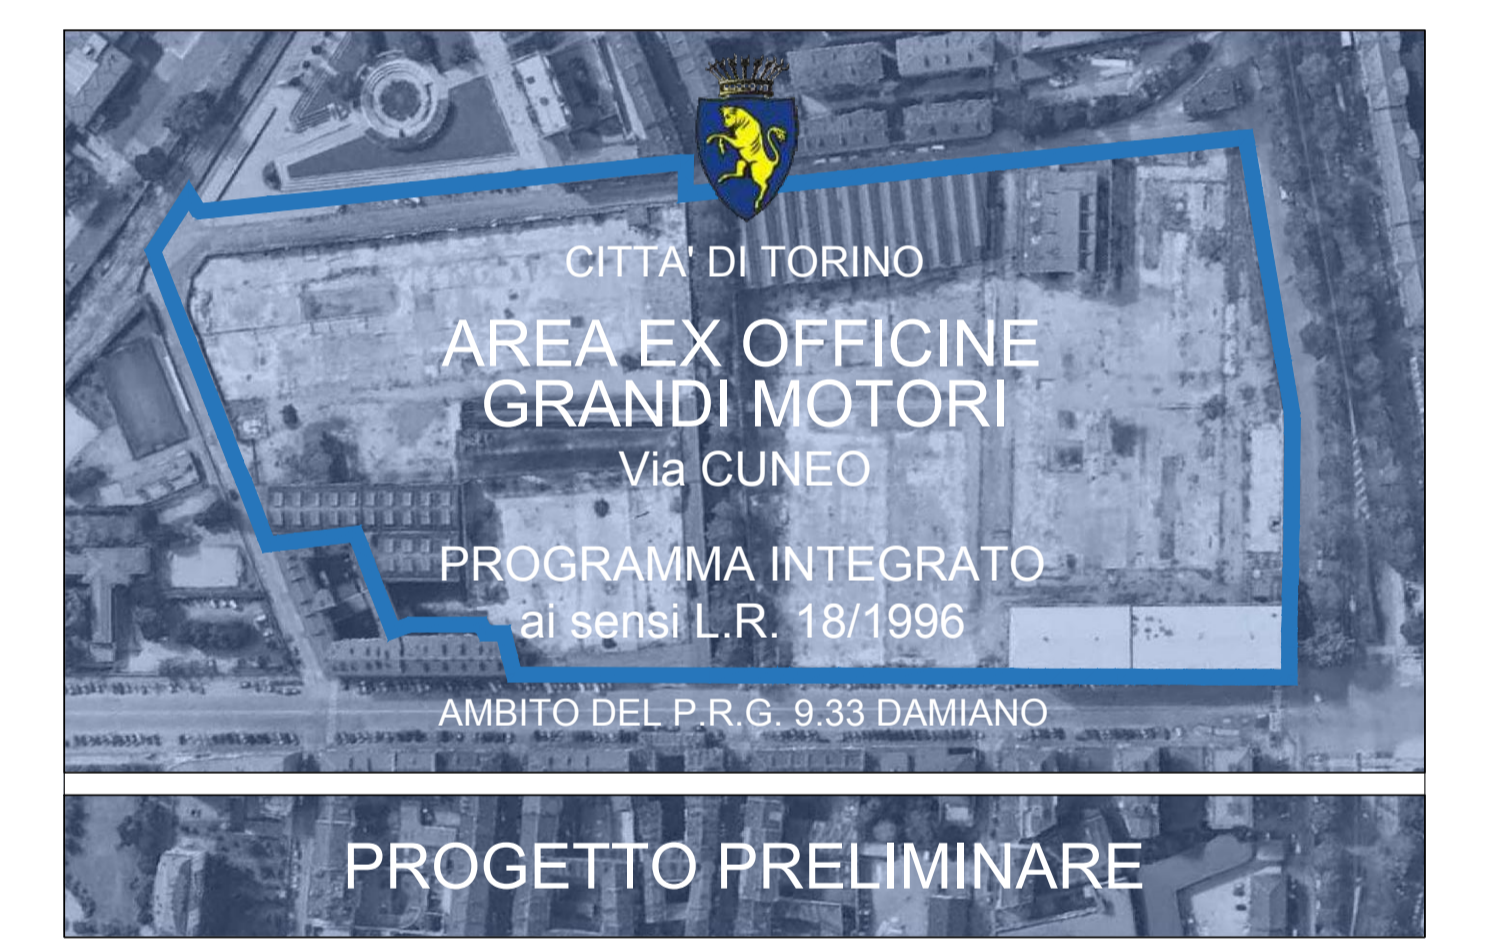 CITTA' DI TORINO
AREA EX OFFICINE
GRANDI MOTORI
Via CUNEO
PROGRAMMA INTEGRATO
ai sensi L.R. 18/1996
AMBITO DEL P.R.G. 9.33 DAMIANO
PROGETTO PRELIMINARE